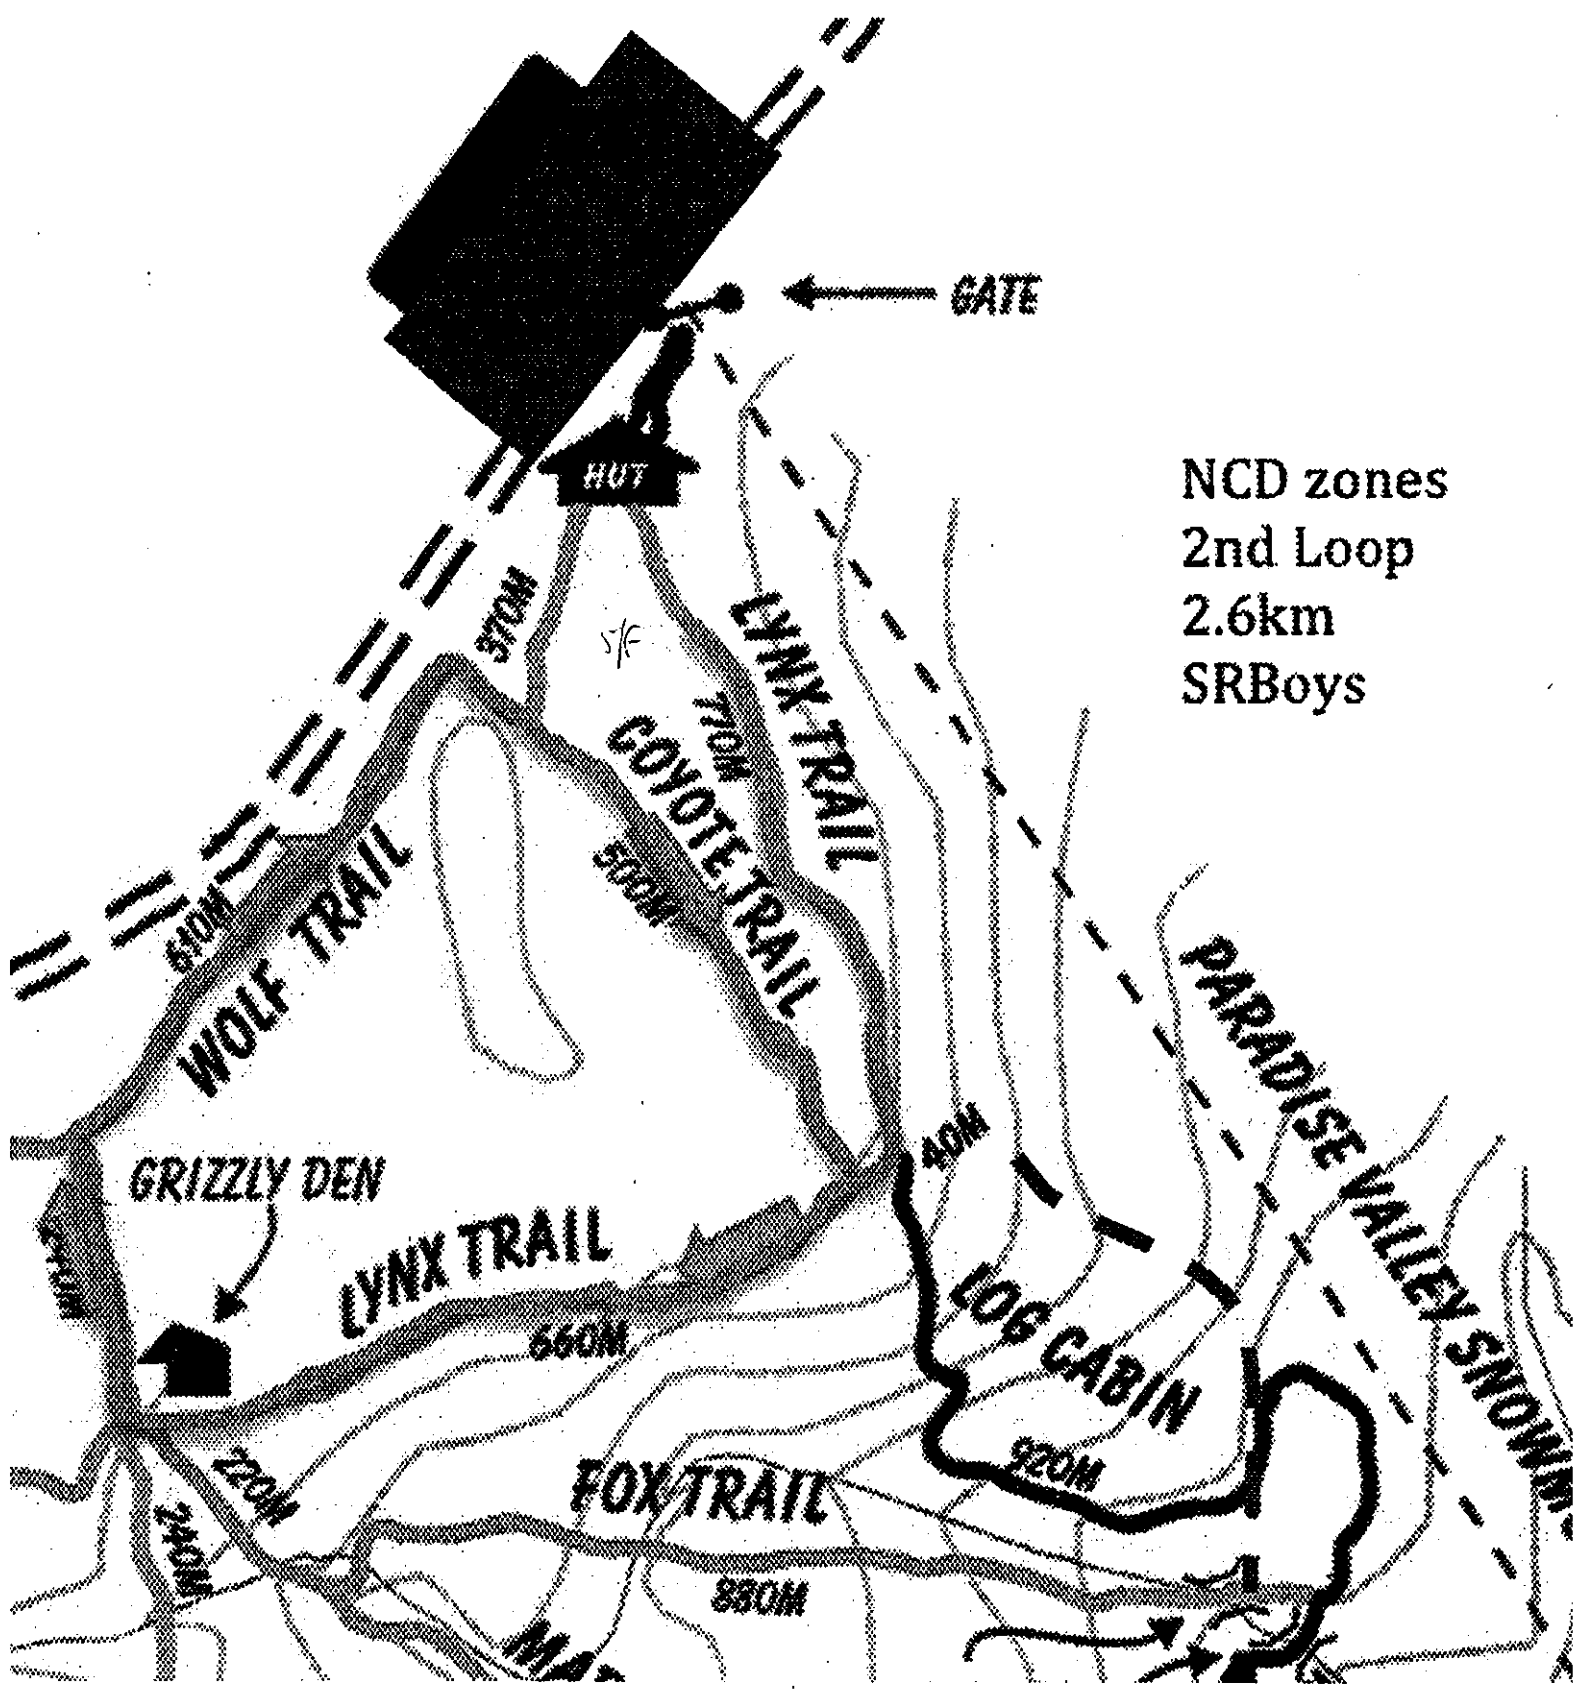 GATE
HUT
NCD zones
2nd Loop
2.6km
SRBoys
370M
S/F
LYNX TRAIL
770M
COYOTE TRAIL
500M
610M
WOLF TRAIL
PARADISE VALLEY SNOWM
40M
GRIZZLY DEN
LYNX TRAIL
660M
LOG CABIN
920M
220M
FOX TRAIL
240M
880M